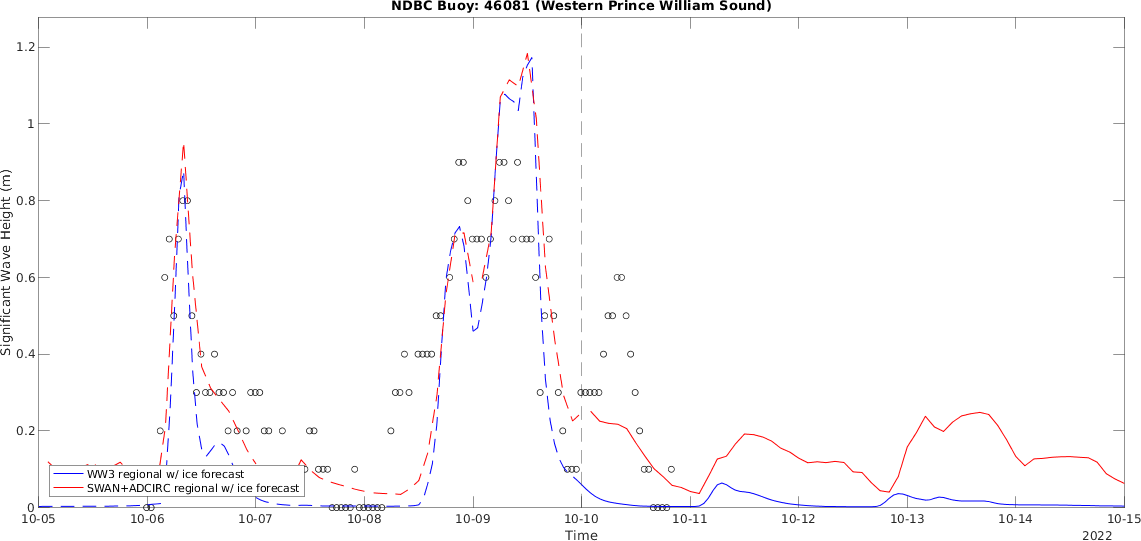 NDBC Buoy: 46081 (Western Prince William Sound)
Significant Wave Height (m)
1.2
1
0.8
0.6
0.4
0.2
0
WW3 regional w/ ice forecast
SWAN+ADCIRC regional w/ ice forecast
10-05 10-06 10-07 10-08 10-09 10-10 10-11 10-12 10-13 10-14 10-15
Time
2022